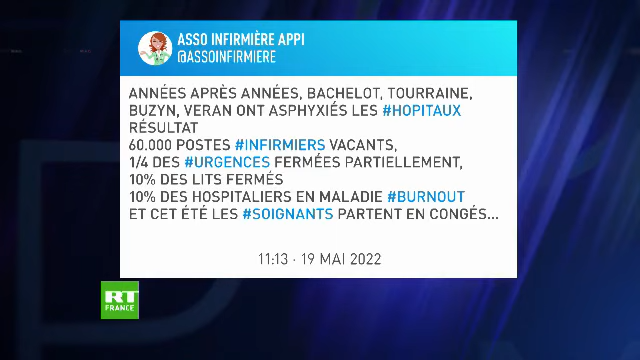 ASSO INFIRMIÈRE APPI
@ASSOINFIRMIERE
ANNÉES APRÈS ANNÉES, BACHELOT, TOURRAINE,
BUZYN, VERAN ONT ASPHYXIÉS LES #HOPITAUX
RÉSULTAT
60.000 POSTES #INFIRMIERS VACANTS,
1/4 DES #URGENCES FERMÉES PARTIELLEMENT,
10% DES LITS FERMÉS
10% DES HOSPITALIERS EN MALADIE #BURNOUT
ET CET ÉTÉ LES #SOIGNANTS PARTENT EN CONGÉS...
11:13 · 19 MAI 2022
RT
FRANCE